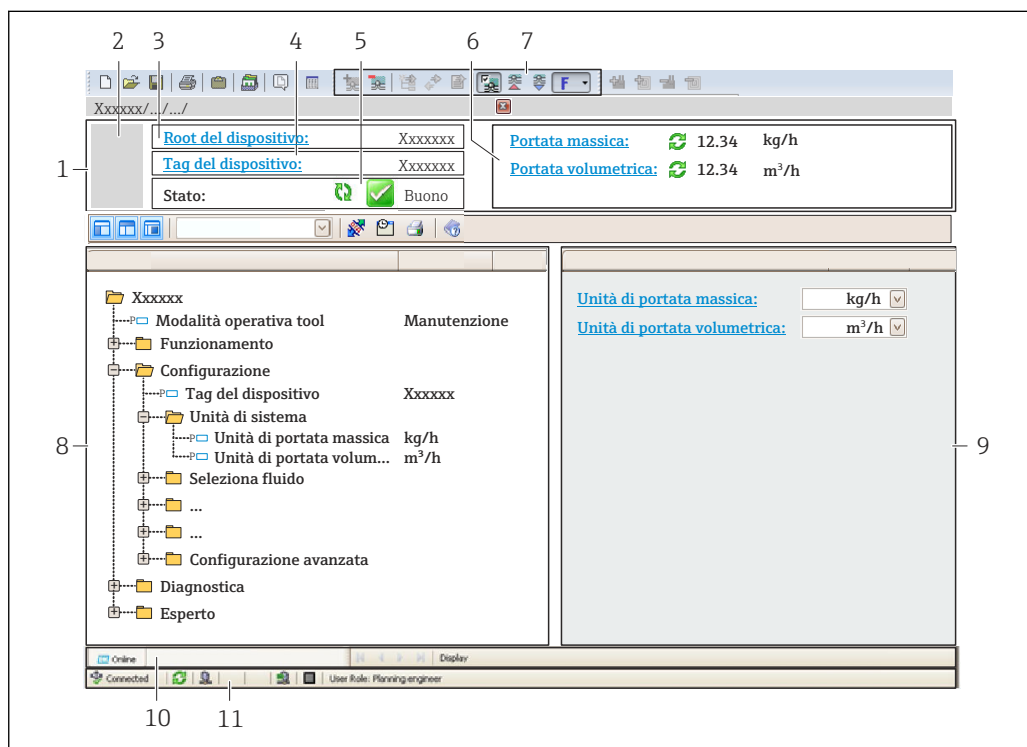 2 3 4 5 6 7
F
Xxxxxx/.../.../
1
Root del dispositivo: Xxxxxxx
Tag del dispositivo: Xxxxxxx
Stato: Buono
Portata massica: 12.34 kg/h
Portata volumetrica: 12.34 m³/h
Xxxxxx
P Modalità operativa tool Manutenzione
Funzionamento
Configurazione
P Tag del dispositivo Xxxxxx
Unità di sistema
P Unità di portata massica kg/h
P Unità di portata volum... m³/h
Seleziona fluido
...
...
Configurazione avanzata
Diagnostica
Esperto
8
Unità di portata massica: kg/h
Unità di portata volumetrica: m³/h
9
Online Display
Connected User Role: Planning engineer
10 11